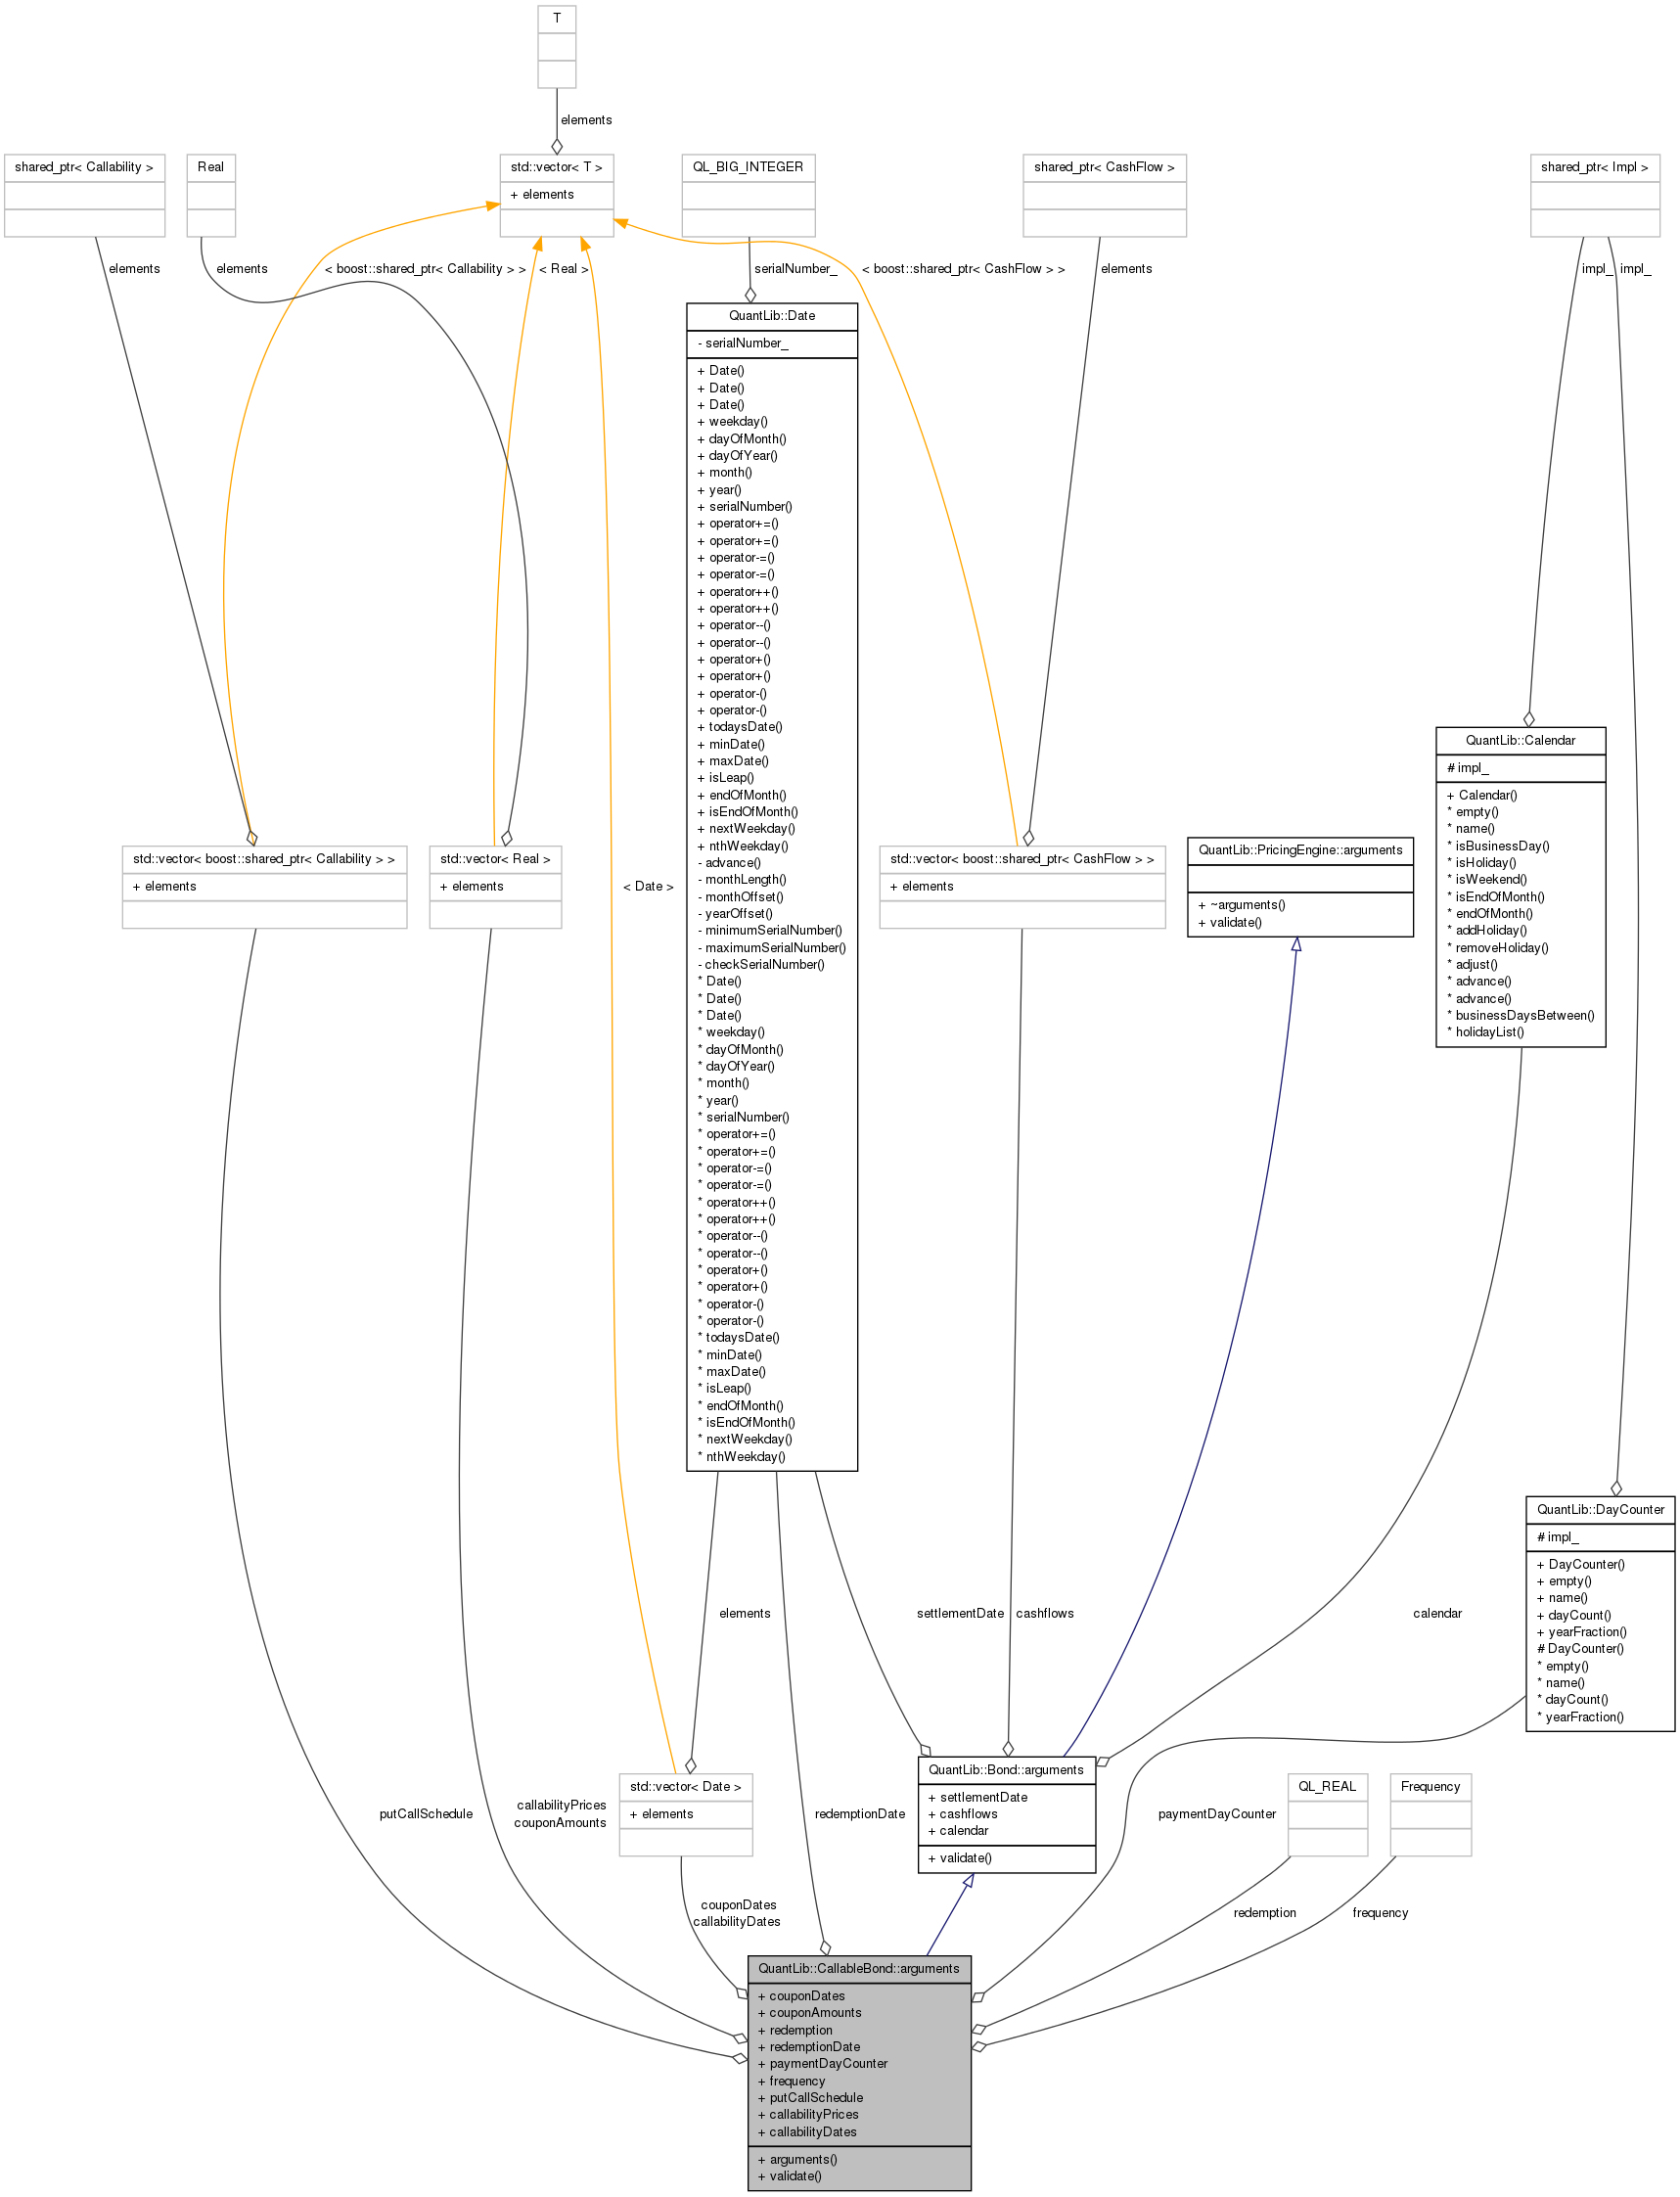 T
elements
shared_ptr< Callability >
Real
std::vector< T >
+ elements
QL_BIG_INTEGER
shared_ptr< CashFlow >
shared_ptr< Impl >
elements
elements
< boost::shared_ptr< Callability > >
< Real >
serialNumber_
< boost::shared_ptr< CashFlow > >
elements
impl_
impl_
QuantLib::Date
- serialNumber_
+ Date()
+ Date()
+ Date()
+ weekday()
+ dayOfMonth()
+ dayOfYear()
+ month()
+ year()
+ serialNumber()
+ operator+=()
+ operator+=()
+ operator-=()
+ operator-=()
+ operator++()
+ operator++()
+ operator--()
+ operator--()
+ operator+()
+ operator+()
+ operator-()
+ operator-()
+ todaysDate()
+ minDate()
+ maxDate()
+ isLeap()
+ endOfMonth()
+ isEndOfMonth()
+ nextWeekday()
+ nthWeekday()
- advance()
- monthLength()
- monthOffset()
- yearOffset()
- minimumSerialNumber()
- maximumSerialNumber()
- checkSerialNumber()
* Date()
* Date()
* Date()
* weekday()
* dayOfMonth()
* dayOfYear()
* month()
* year()
* serialNumber()
* operator+=()
* operator+=()
* operator-=()
* operator-=()
* operator++()
* operator++()
* operator--()
* operator--()
* operator+()
* operator+()
* operator-()
* operator-()
* todaysDate()
* minDate()
* maxDate()
* isLeap()
* endOfMonth()
* isEndOfMonth()
* nextWeekday()
* nthWeekday()
QuantLib::Calendar
# impl_
+ Calendar()
* empty()
* name()
* isBusinessDay()
* isHoliday()
* isWeekend()
* isEndOfMonth()
* endOfMonth()
* addHoliday()
* removeHoliday()
* adjust()
* advance()
* advance()
* businessDaysBetween()
* holidayList()
std::vector< boost::shared_ptr< Callability > >
+ elements
std::vector< Real >
+ elements
< Date >
std::vector< boost::shared_ptr< CashFlow > >
+ elements
QuantLib::PricingEngine::arguments
+ ~arguments()
+ validate()
QuantLib::DayCounter
# impl_
+ DayCounter()
+ empty()
+ name()
+ dayCount()
+ yearFraction()
# DayCounter()
* empty()
* name()
* dayCount()
* yearFraction()
elements
settlementDate
cashflows
calendar
putCallSchedule
callabilityPrices
couponAmounts
std::vector< Date >
+ elements
redemptionDate
QuantLib::Bond::arguments
+ settlementDate
+ cashflows
+ calendar
+ validate()
paymentDayCounter
QL_REAL
Frequency
couponDates
callabilityDates
redemption
frequency
QuantLib::CallableBond::arguments
+ couponDates
+ couponAmounts
+ redemption
+ redemptionDate
+ paymentDayCounter
+ frequency
+ putCallSchedule
+ callabilityPrices
+ callabilityDates
+ arguments()
+ validate()